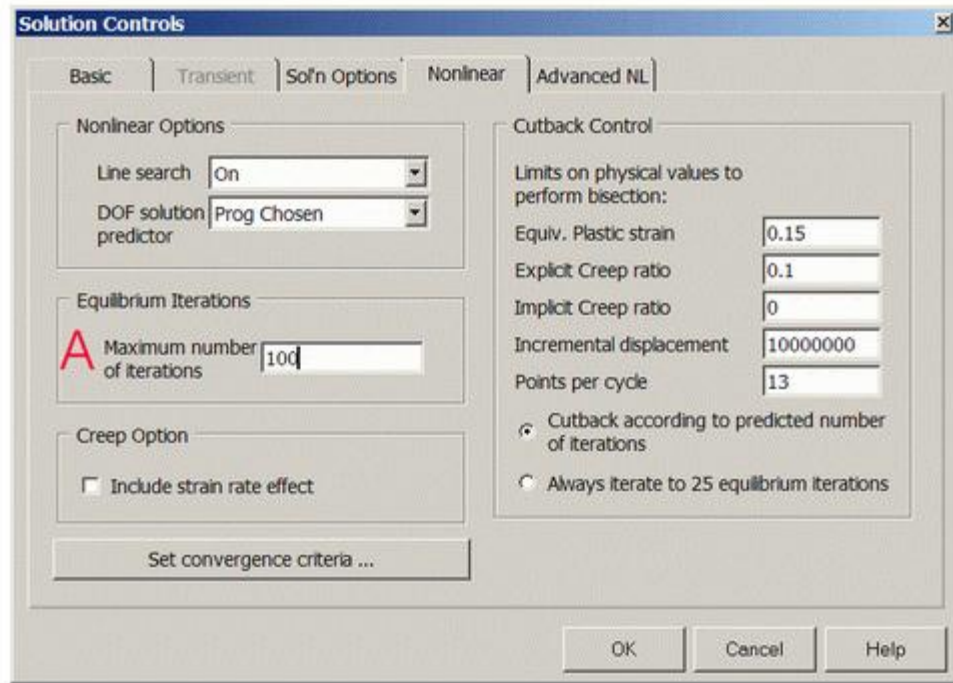 Solution Controls
Basic
Transient
Sol'n Options
Nonlinear
Advanced NL
Nonlinear Options
Line search
On
DOF solution
predictor
Prog Chosen
Equilibrium Iterations
A
Maximum number
of iterations
100
Creep Option
Include strain rate effect
Set convergence criteria ...
Cutback Control
Limits on physical values to
perform bisection:
Equiv. Plastic strain
0.15
Explicit Creep ratio
0.1
Implicit Creep ratio
0
Incremental displacement
10000000
Points per cycle
13
Cutback according to predicted number
of iterations
Always iterate to 25 equilibrium iterations
OK
Cancel
Help